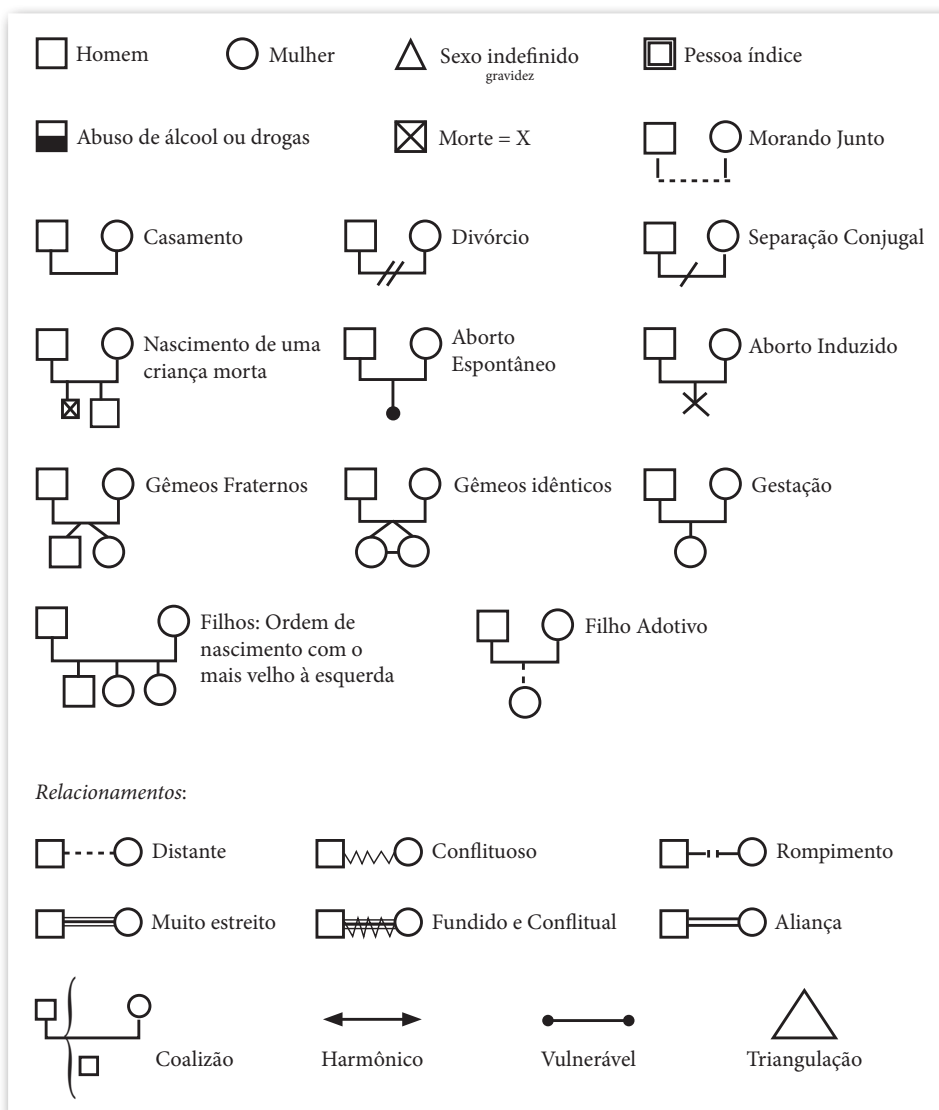 Homem
Mulher
Sexo indefinido
gravidez
Pessoa índice
Abuso de álcool ou drogas
Morte = X
Morando Junto
Casamento
Divórcio
Separação Conjugal
Nascimento de uma
criança morta
Aborto
Espontâneo
Aborto Induzido
Gêmeos Fraternos
Gêmeos idênticos
Gestação
Filhos: Ordem de
nascimento com o
mais velho à esquerda
Filho Adotivo
Relacionamentos:
Distante
Conflituoso
Rompimento
Muito estreito
Fundido e Conflitual
Aliança
Coalizão
Harmônico
Vulnerável
Triangulação